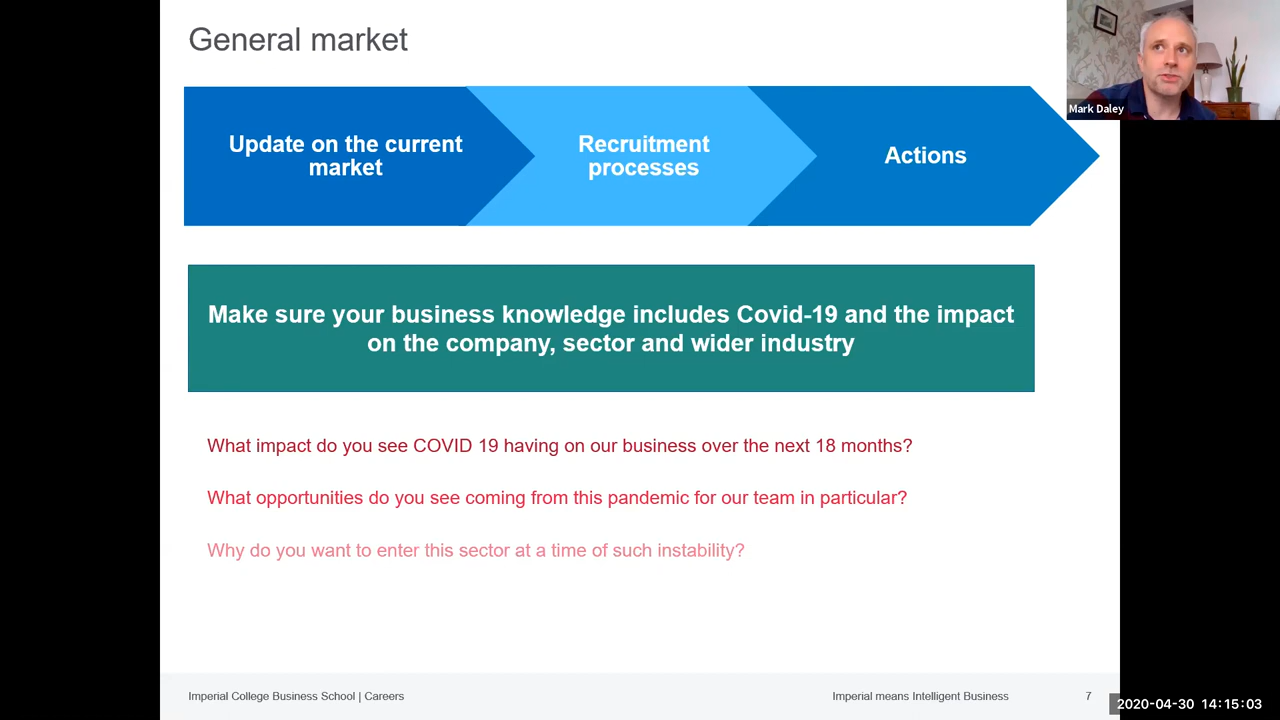 General market
Mark Daley
Update on the current
market
Recruitment
processes
Actions
Make sure your business knowledge includes Covid-19 and the impact
on the company, sector and wider industry
What impact do you see COVID 19 having on our business over the next 18 months?
What opportunities do you see coming from this pandemic for our team in particular?
Why do you want to enter this sector at a time of such instability?
Imperial College Business School | Careers
Imperial means Intelligent Business
7
2020-04-30 14:15:03